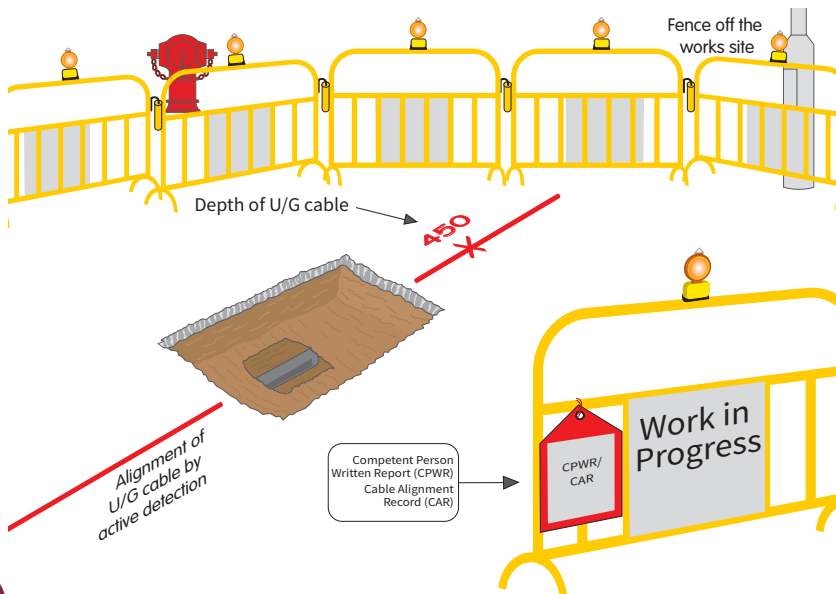 Fence off the
works site
Depth of U/G cable
450
Alignment of
U/G cable by
active detection
Competent Person
Written Report (CPWR)
Cable Alignment
Record (CAR)
CPWR/
CAR
Work in
Progress